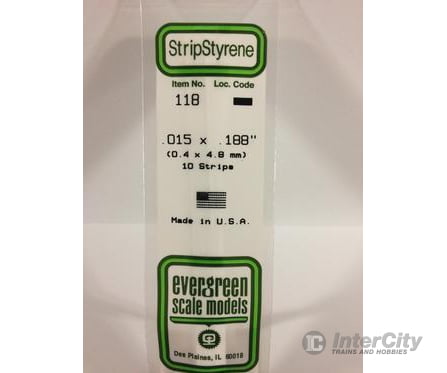 StripStyrene
Item No. Loc. Code
118
.015 x .188"
(0.4 x 4.8 mm)
10 Strips
Made in U.S.A.
evergreen
scale models
Des Plaines, IL 60018
InterCity
TRAINS AND HOBBIES